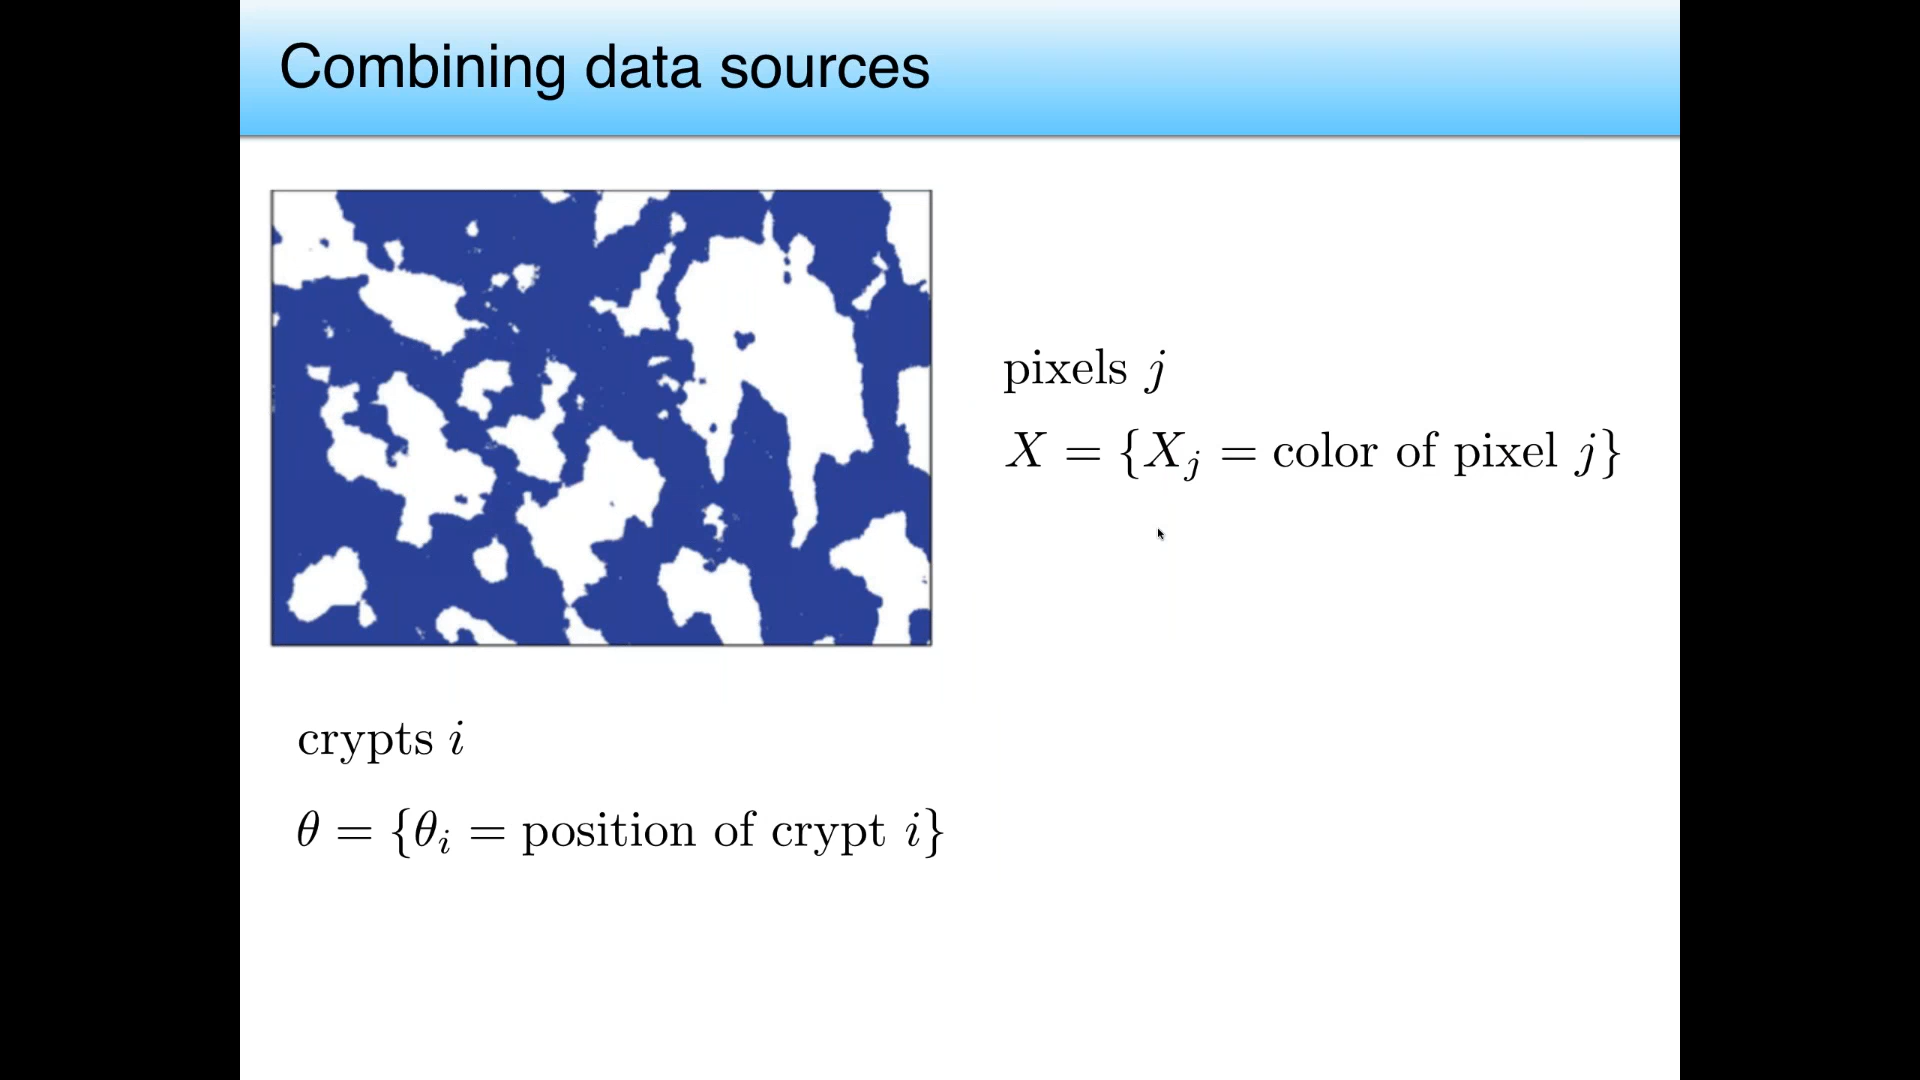 Combining data sources
pixels j
X = {X_j = color of pixel j}
crypts i
θ = {θ_i = position of crypt i}